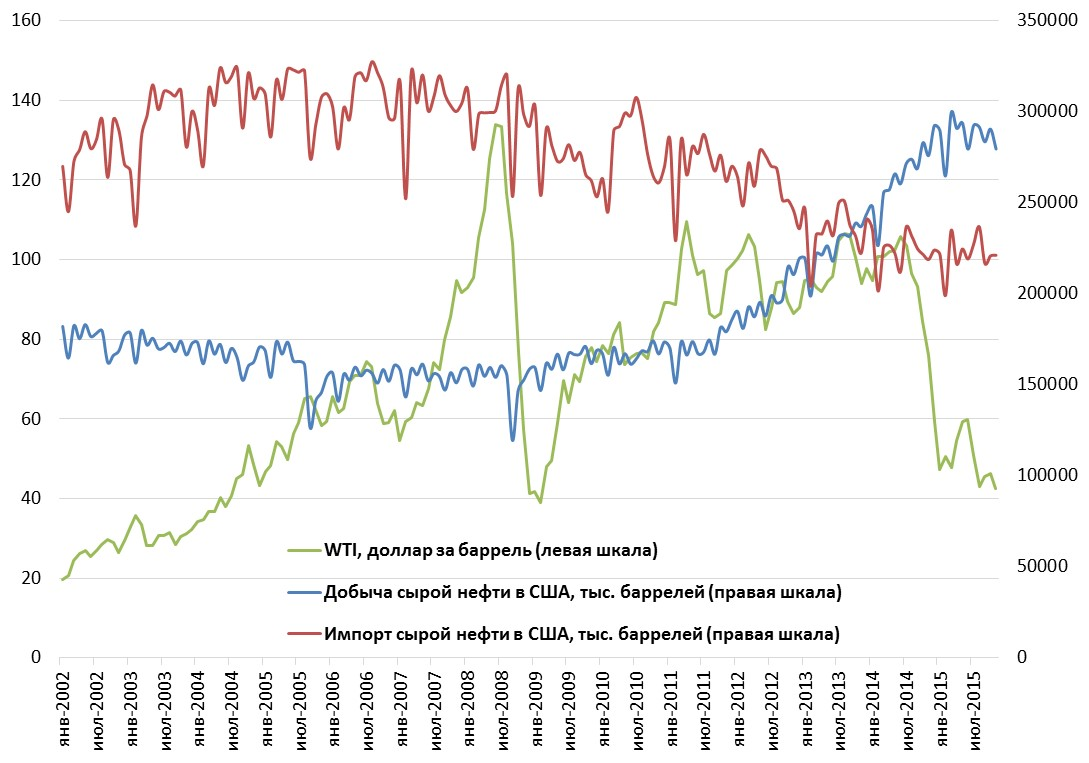 160
140
120
100
80
60
40
20
0
350000
300000
250000
200000
150000
100000
50000
0
WTI, доллар за баррель (левая шкала)
Добыча сырой нефти в США, тыс. баррелей (правая шкала)
Импорт сырой нефти в США, тыс. баррелей (правая шкала)
янв-2002
июл-2002
янв-2003
июл-2003
янв-2004
июл-2004
янв-2005
июл-2005
янв-2006
июл-2006
янв-2007
июл-2007
янв-2008
июл-2008
янв-2009
июл-2009
янв-2010
июл-2010
янв-2011
июл-2011
янв-2012
июл-2012
янв-2013
июл-2013
янв-2014
июл-2014
янв-2015
июл-2015